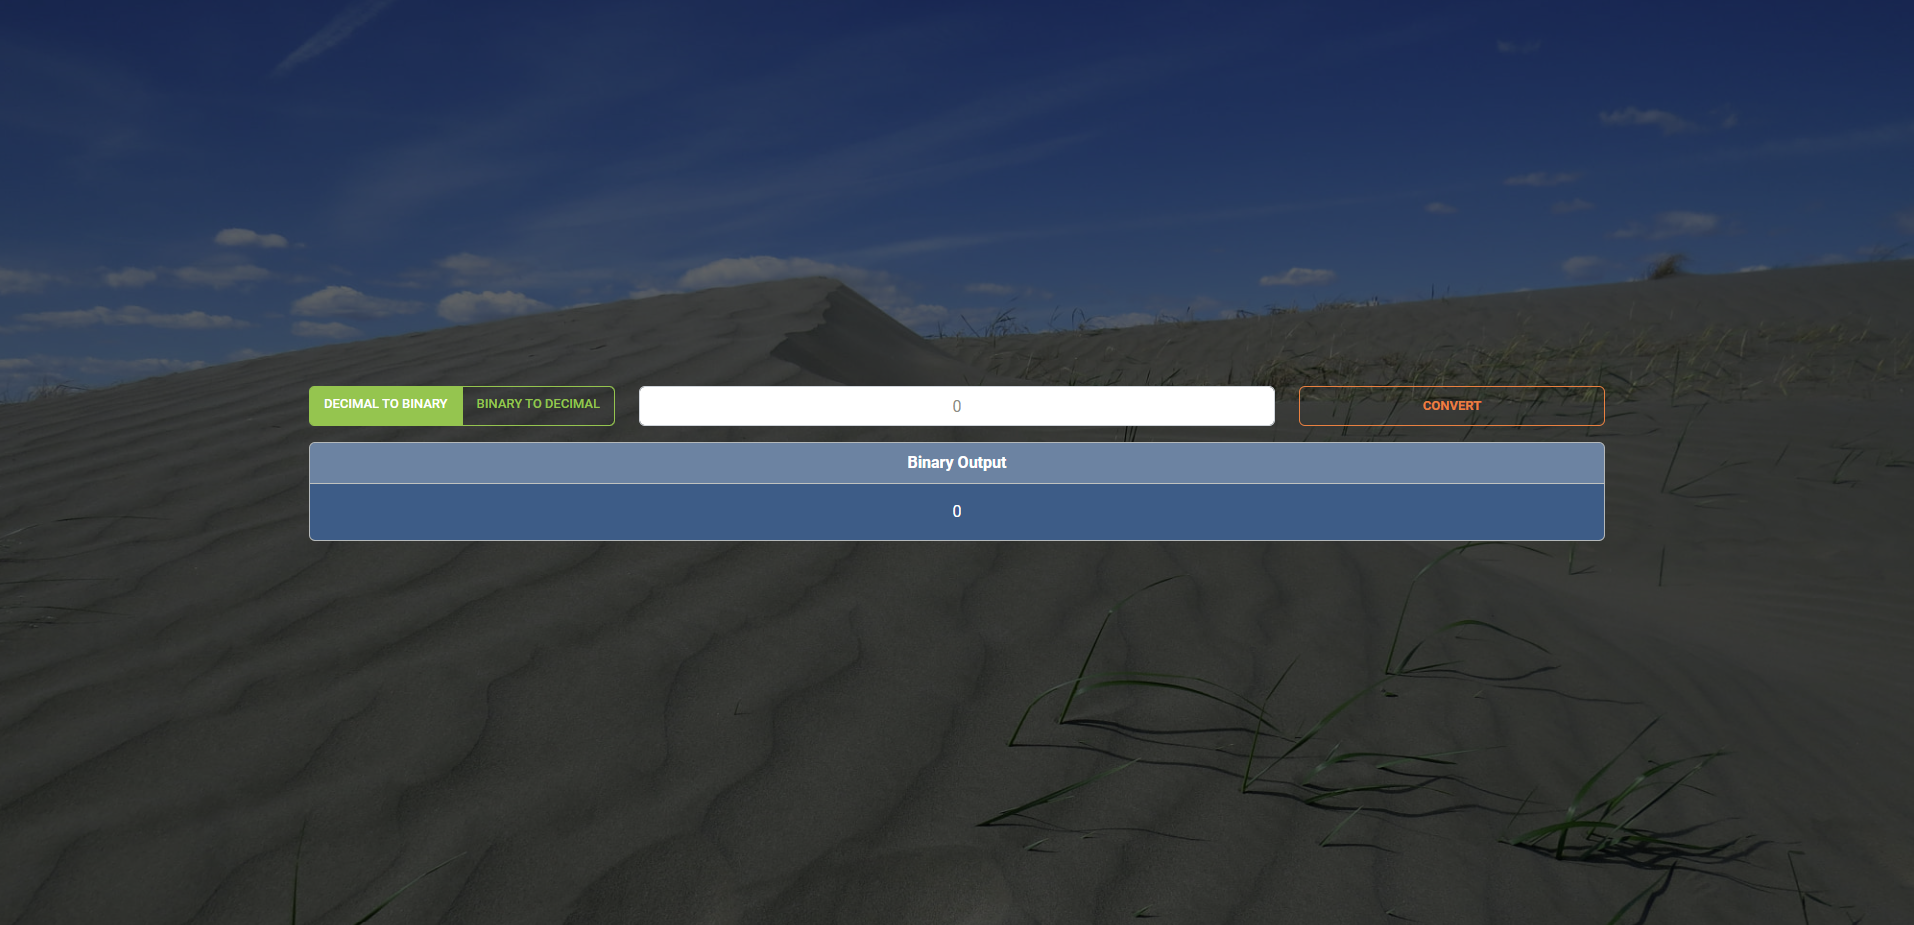 DECIMAL TO BINARY
BINARY TO DECIMAL
0
CONVERT
Binary Output
0